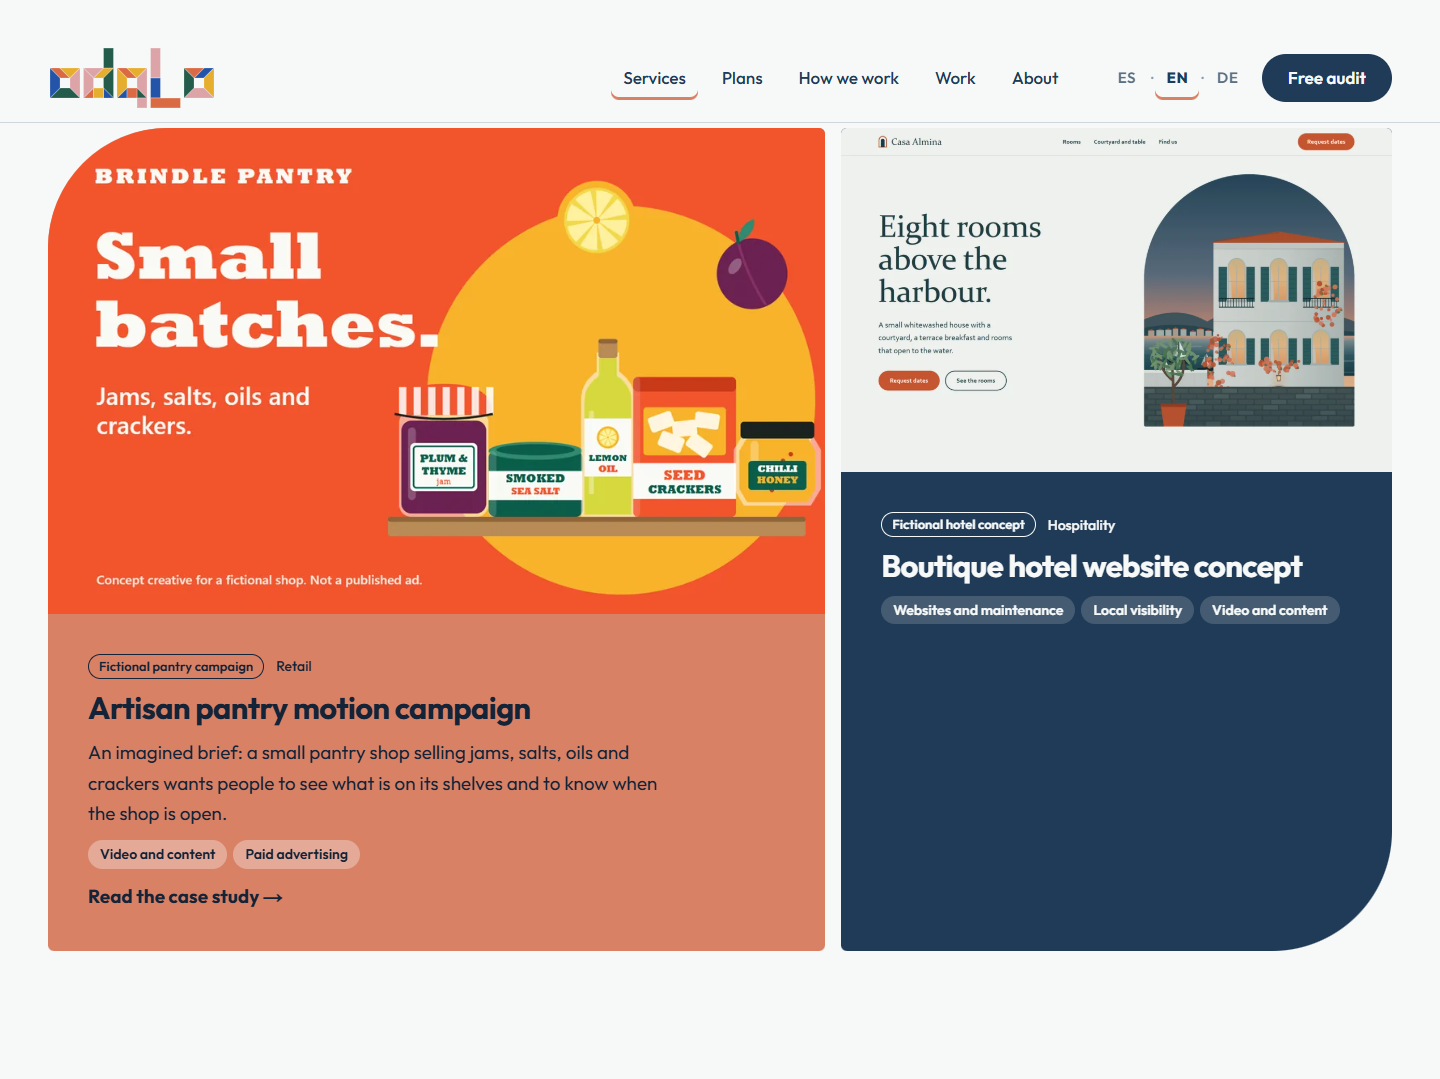 odaLo
Services
Plans
How we work
Work
About
ES · EN · DE
Free audit
BRINDLE PANTRY
Small
batches.
Jams, salts, oils and
crackers.
PLUM &
THYME
jam
SMOKED
SEA SALT
LEMON
OIL
SEED
CRACKERS
CHILLI
HONEY
Concept creative for a fictional shop. Not a published ad.
Fictional pantry campaign
Retail
Artisan pantry motion campaign
An imagined brief: a small pantry shop selling jams, salts, oils and
crackers wants people to see what is on its shelves and to know when
the shop is open.
Video and content
Paid advertising
Read the case study →
Casa Almina
Rooms
Courtyard and table
Find us
Request dates
Eight rooms
above the
harbour.
A small whitewashed house with a
courtyard, a terrace breakfast and rooms
that open to the water.
Request dates
See the rooms
Fictional hotel concept
Hospitality
Boutique hotel website concept
Websites and maintenance
Local visibility
Video and content